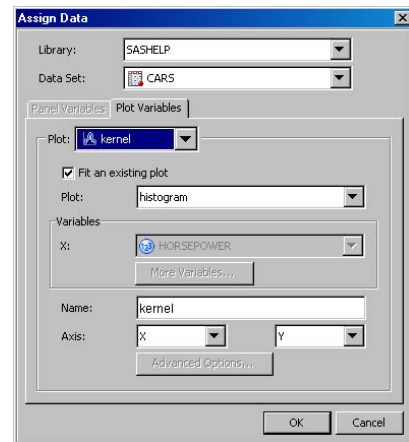 Assign Data
Library: SASHELP
Data Set: CARS
Panel Variables Plot Variables
Plot: kernel
Fit an existing plot
Plot: histogram
Variables
X: 123 HORSEPOWER
More Variables...
Name: kernel
Axis: X Y
Advanced Options...
OK Cancel